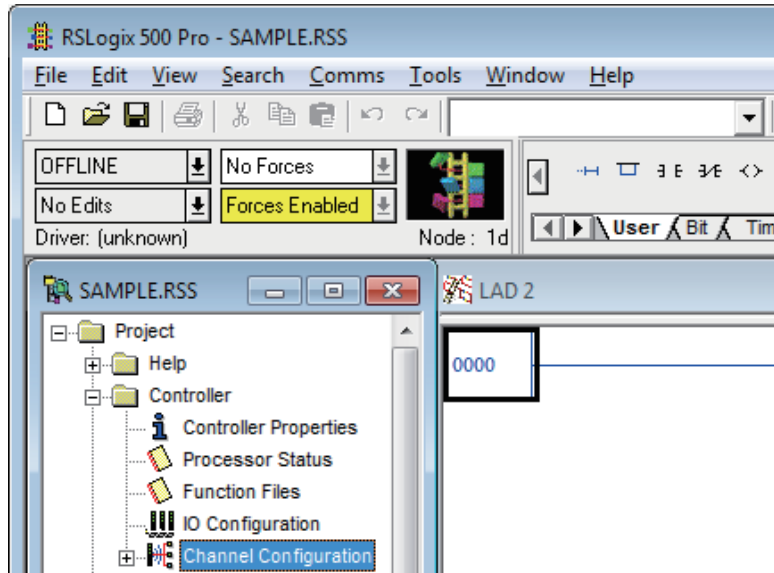 RSLogix 500 Pro - SAMPLE.RSS
File Edit View Search Comms Tools Window Help
OFFLINE No Forces
No Edits Forces Enabled
Driver: (unknown) Node : 1d
User Bit Tim
SAMPLE.RSS
LAD 2
Project
Help
Controller
Controller Properties
Processor Status
Function Files
IO Configuration
Channel Configuration
0000